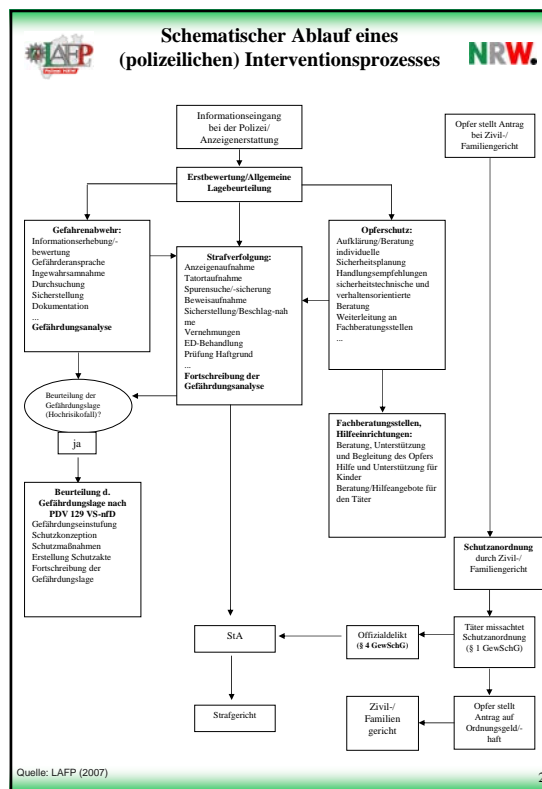 Schematischer Ablauf eines
(polizeilichen) Interventionsprozesses
LAFP
Polizei NRW
NRW.
Informationseingang
bei der Polizei/
Anzeigenerstattung
Opfer stellt Antrag
bei Zivil-/
Familiengericht
Erstbewertung/Allgemeine
Lagebeurteilung
Gefahrenabwehr:
Informationserhebung/-
bewertung
Gefährderansprache
Ingewahrsamnahme
Durchsuchung
Sicherstellung
Dokumentation
...
Gefährdungsanalyse
Strafverfolgung:
Anzeigenaufnahme
Tatortaufnahme
Spurensuche/-sicherung
Beweisaufnahme
Sicherstellung/Beschlag-nah
me
Vernehmungen
ED-Behandlung
Prüfung Haftgrund
...
Fortschreibung der
Gefährdungsanalyse
Opferschutz:
Aufklärung/Beratung
individuelle
Sicherheitsplanung
Handlungsempfehlungen
sicherheitstechnische und
verhaltensorientierte
Beratung
Weiterleitung an
Fachberatungsstellen
...
Beurteilung der
Gefährdungslage
(Hochrisikofall)?
ja
Fachberatungsstellen,
Hilfeeinrichtungen:
Beratung, Unterstützung
und Begleitung des Opfers
Hilfe und Unterstützung für
Kinder
Beratung/Hilfeangebote für
den Täter
Beurteilung d.
Gefährdungslage nach
PDV 129 VS-nfD
Gefährdungseinstufung
Schutzkonzeption
Schutzmaßnahmen
Erstellung Schutzakte
Fortschreibung der
Gefährdungslage
Schutzanordnung
durch Zivil-/
Familiengericht
StA
Offizialdelikt
(§ 4 GewSchG)
Täter missachtet
Schutzanordnung
(§ 1 GewSchG)
Strafgericht
Zivil-/
Familien
gericht
Opfer stellt
Antrag auf
Ordnungsgeld/-
haft
Quelle: LAFP (2007)
2